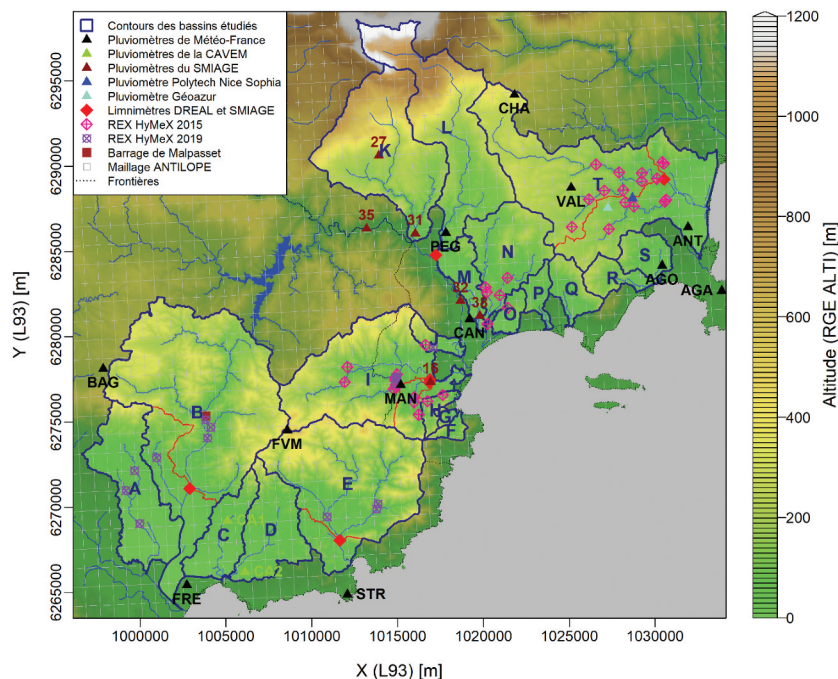 Contours des bassins étudiés
Pluviomètres de Météo-France
Pluviomètres de la CAVEM
Pluviomètres du SMIAGE
Pluviomètre Polytech Nice Sophia
Pluviomètre Géoazur
Limnimètres DREAL et SMIAGE
REX HyMeX 2015
REX HyMeX 2019
Barrage de Malpasset
Maillage ANTILOPE
Frontières
CHA
L
27
K
T
VAL
35
31
PEG
ANT
N
S
M
AGO
R
Q
P
AGA
32
38
O
CAN
BAG
I
16
MAN
B
H
G
F
FVM
E
A
C
CA1
D
CA2
FRE
STR
Y (L93) [m]
6265000 6270000 6275000 6280000 6285000 6290000 6295000
1000000 1005000 1010000 1015000 1020000 1025000 1030000
X (L93) [m]
1200
1000
800
600
400
200
0
Altitude (RGE ALTI) [m]